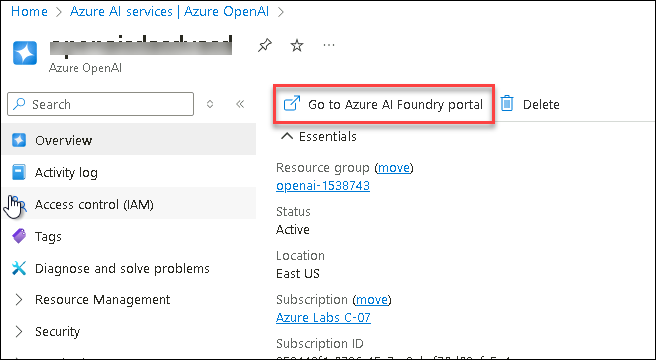 Home > Azure AI services | Azure OpenAI >
Azure OpenAI
Search
Go to Azure AI Foundry portal
Delete
Overview
Activity log
Access control (IAM)
Tags
Diagnose and solve problems
Resource Management
Security
Essentials
Resource group (move)
openai-1538743
Status
Active
Location
East US
Subscription (move)
Azure Labs C-07
Subscription ID